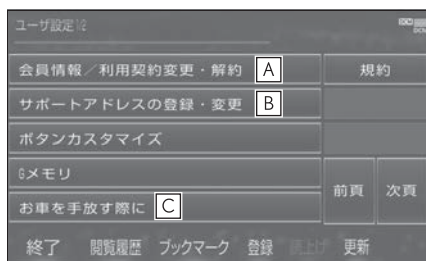 ユーザ設定1/2
会員情報／利用契約変更・解約 A 規約
サポートアドレスの登録・変更 B
ボタンカスタマイズ
Gメモリ
お車を手放す際に C
前頁 次頁
終了 閲覧履歴 ブックマーク 登録 読上げ 更新